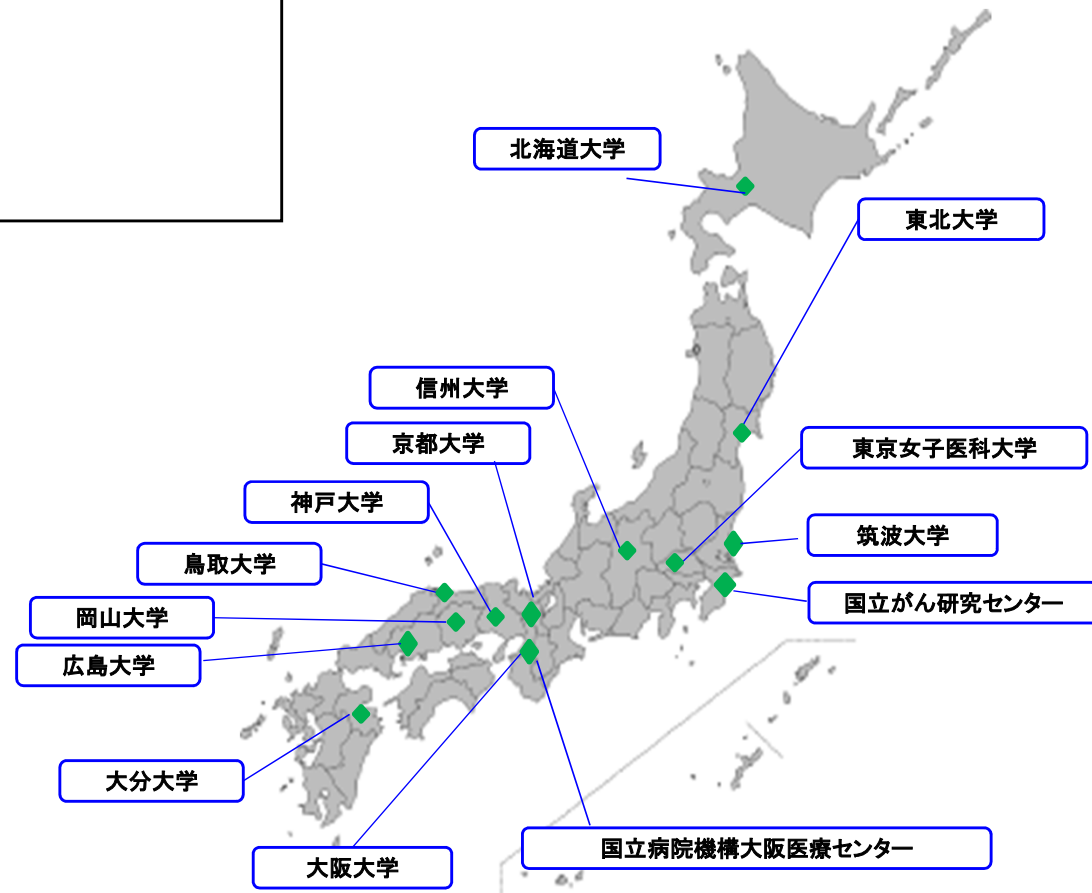 北海道大学
東北大学
信州大学
京都大学
東京女子医科大学
神戸大学
筑波大学
鳥取大学
国立がん研究センター
岡山大学
広島大学
大分大学
国立病院機構大阪医療センター
大阪大学